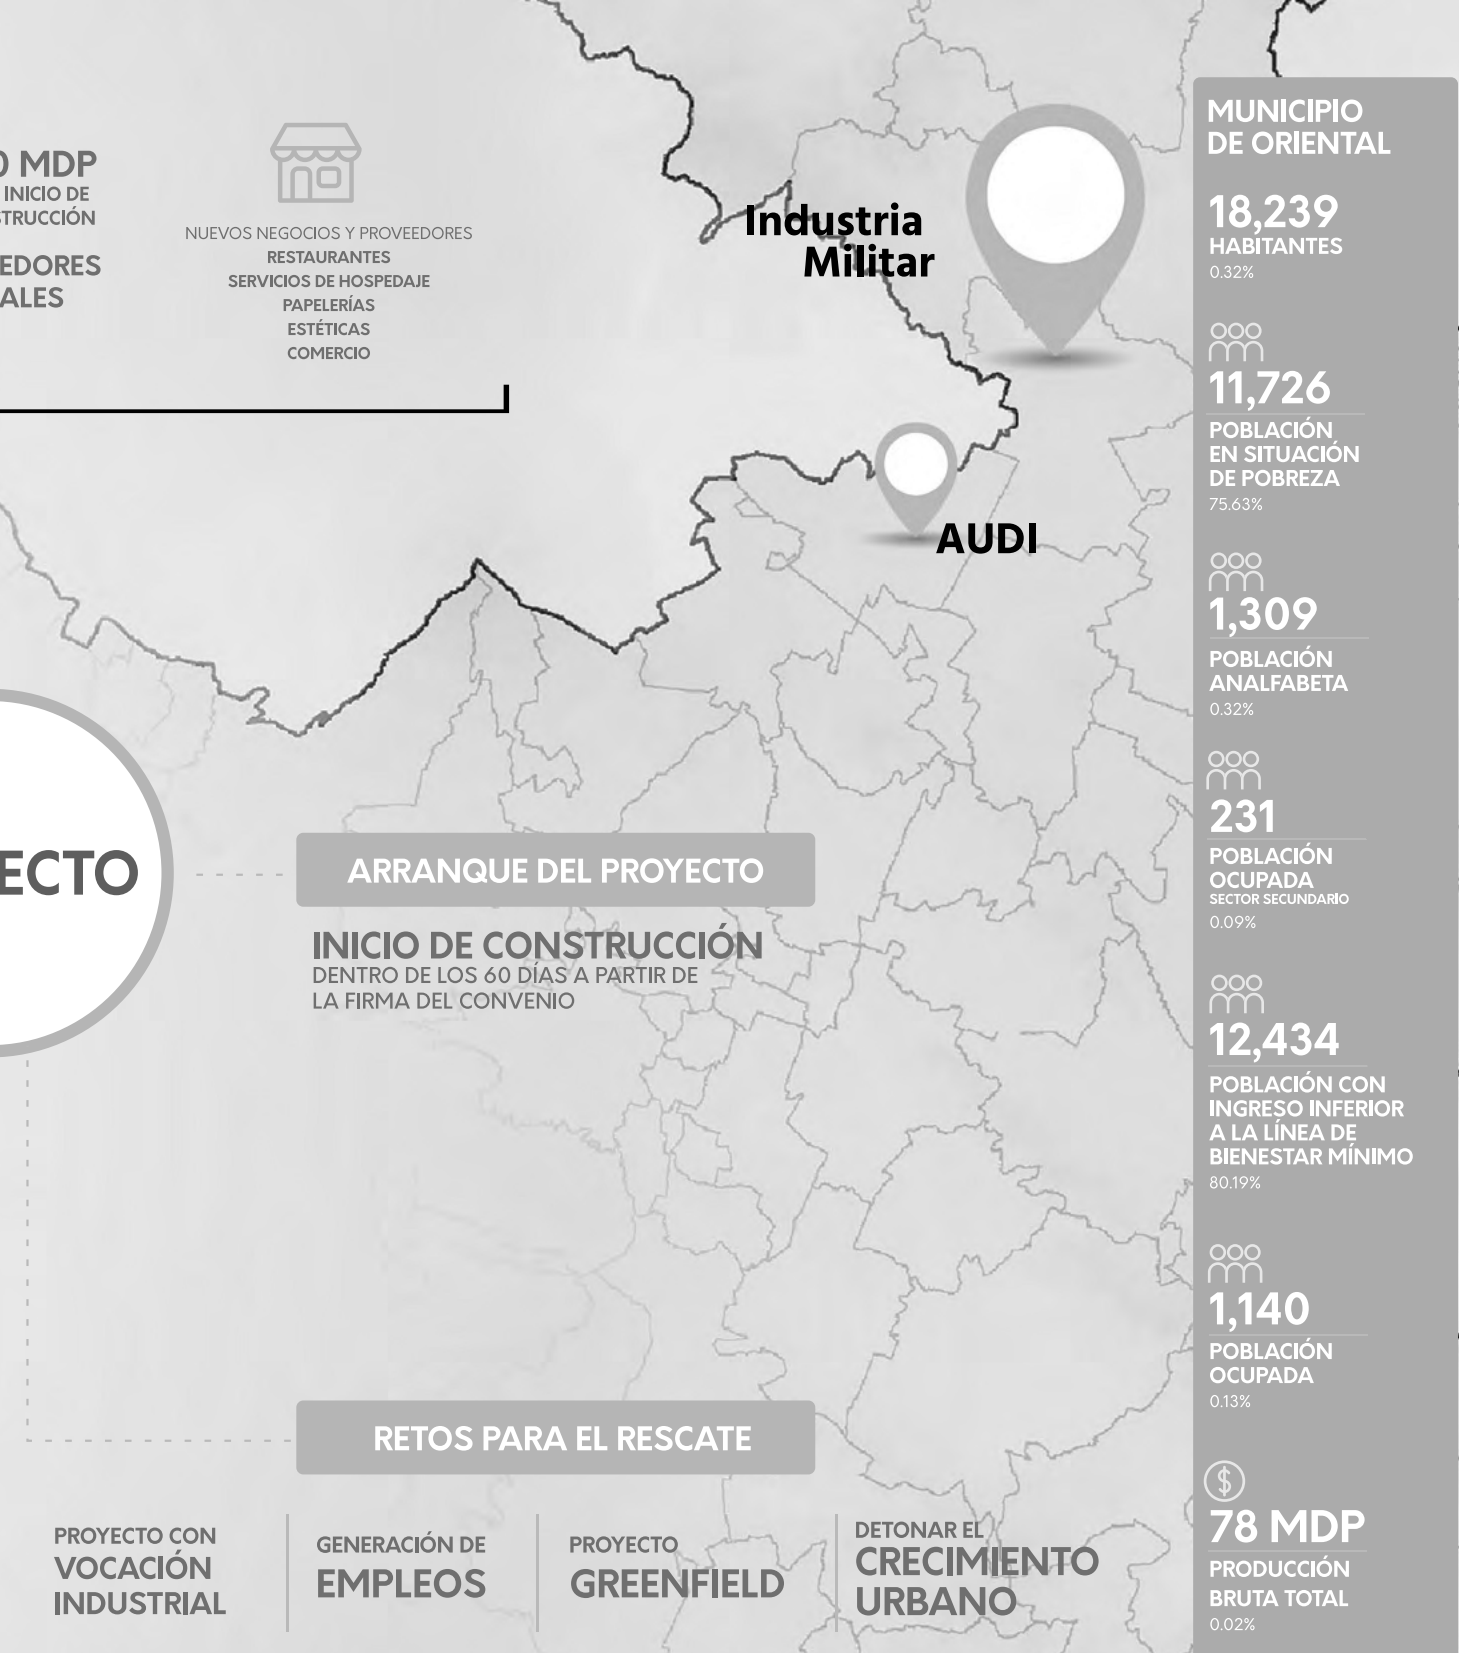 0 MDP
INICIO DE
EDORES
ALES
NUEVOS NEGOCIOS Y PROVEEDORES
RESTAURANTES
SERVICIOS DE HOSPEDAJE
PAPELERÍAS
ESTÉTICAS
COMERCIO
Industria
Militar
AUDI
ECTO
ARRANQUE DEL PROYECTO
INICIO DE CONSTRUCCIÓN
DENTRO DE LOS 60 DÍAS A PARTIR DE
LA FIRMA DEL CONVENIO
RETOS PARA EL RESCATE
PROYECTO CON
VOCACIÓN
INDUSTRIAL
GENERACIÓN DE
EMPLEOS
PROYECTO
GREENFIELD
DETONAR EL
CRECIMIENTO
URBANO
MUNICIPIO
DE ORIENTAL
18,239
HABITANTES
0.32%
11,726
POBLACIÓN
EN SITUACIÓN
DE POBREZA
75.63%
1,309
POBLACIÓN
ANALFABETA
0.32%
231
POBLACIÓN
OCUPADA
SECTOR SECUNDARIO
0.09%
12,434
POBLACIÓN CON
INGRESO INFERIOR
A LA LÍNEA DE
BIENESTAR MÍNIMO
80.19%
1,140
POBLACIÓN
OCUPADA
0.13%
$
78 MDP
PRODUCCIÓN
BRUTA TOTAL
0.02%